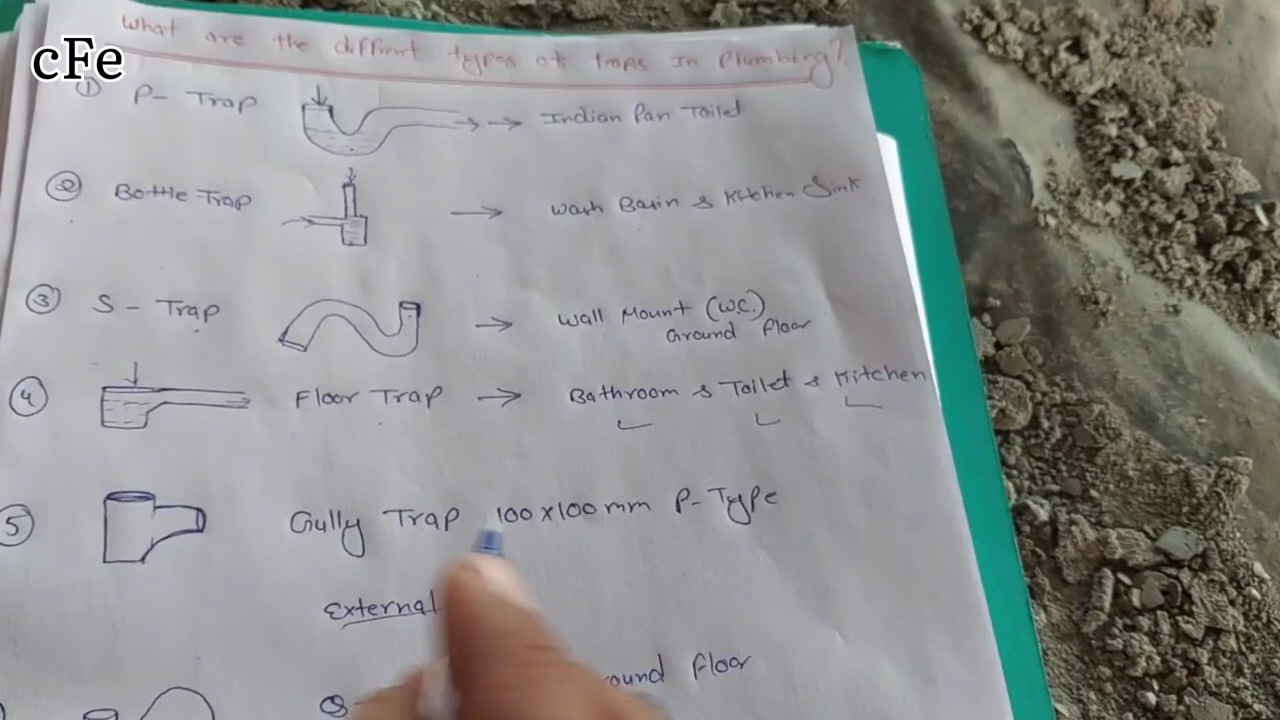 What are the diffrent types of Traps In Plumbing?
cFe
① P- Trap → → Indian Pan Toilet
② Bottle Trap → Wash Basin & Kitchen Sink
③ S - Trap → Wall Mount (W.C.)
Ground floor
④ Floor Trap → Bathroom & Toilet & Kitchen
5 Gully Trap 100x100 mm P-Type
External
Q- ound floor